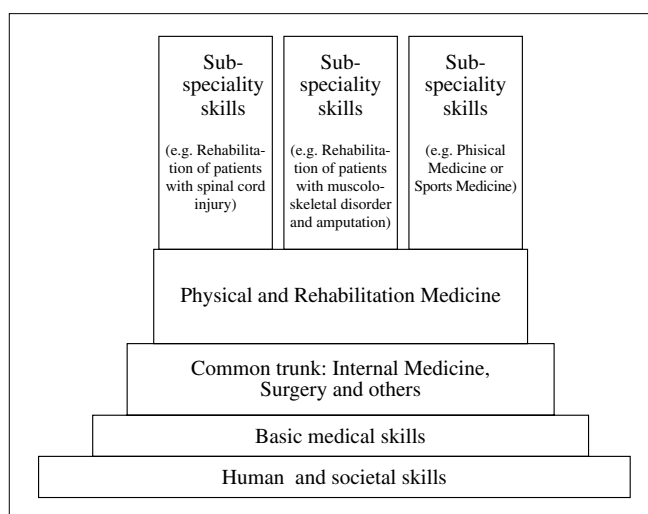 Sub-
speciality
skills
(e.g. Rehabilita-
tion of patients
with spinal cord
injury)
Sub-
speciality
skills
(e.g. Rehabilita-
tion of patients
with muscolo-
skeletal disorder
and amputation)
Sub-
speciality
skills
(e.g. Phisical
Medicine or
Sports Medicine)
Physical and Rehabilitation Medicine
Common trunk: Internal Medicine,
Surgery and others
Basic medical skills
Human and societal skills